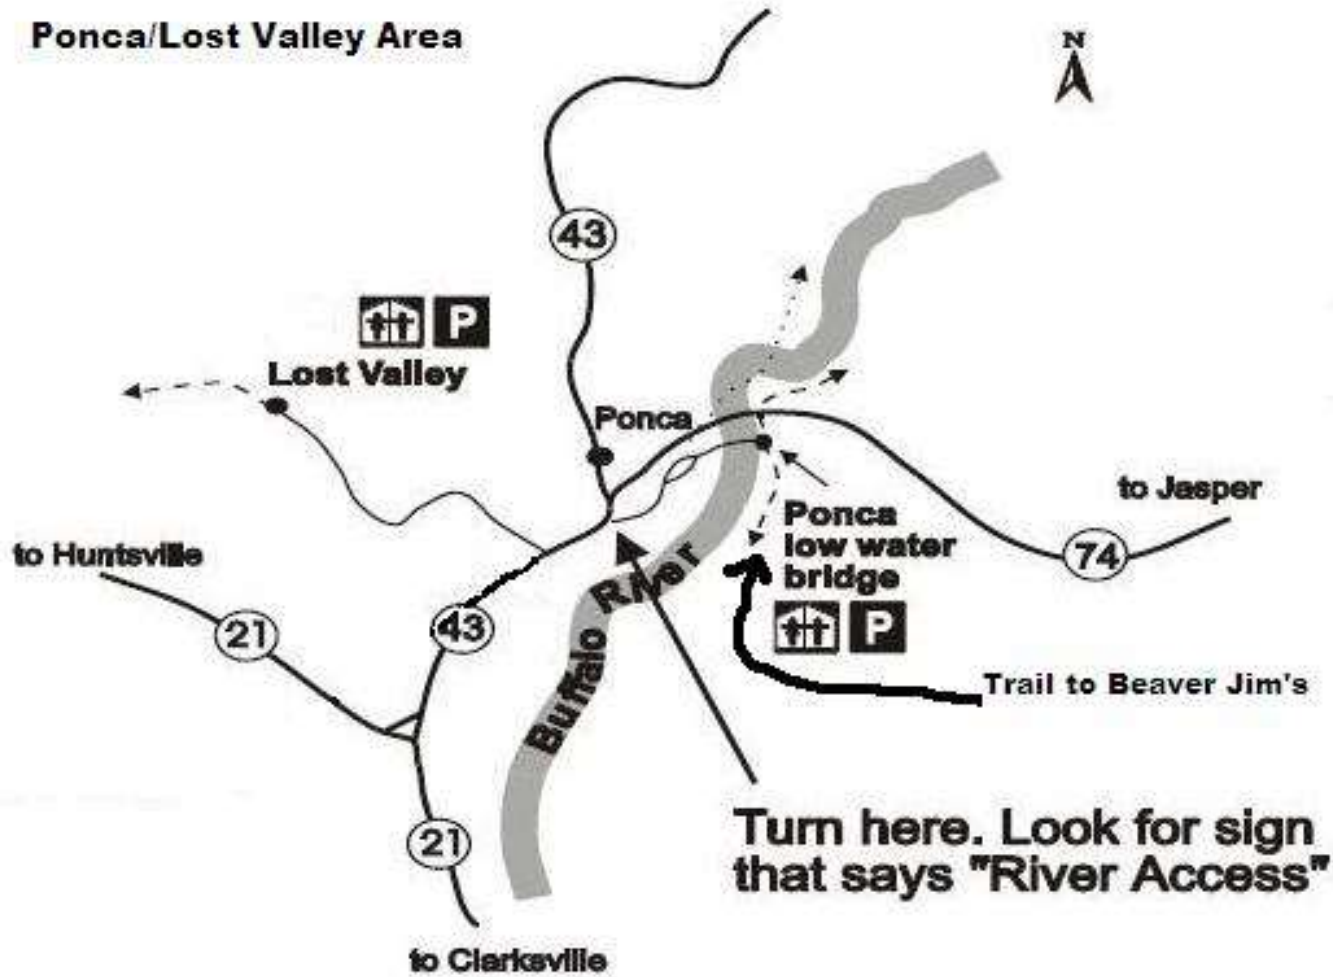 Ponca/Lost Valley Area
N
43
P
Lost Valley
Ponca
to Jasper
Ponca
low water
bridge
74
to Huntsville
21
43
P
Buffalo River
Trail to Beaver Jim's
Turn here. Look for sign
that says "River Access"
21
to Clarksville